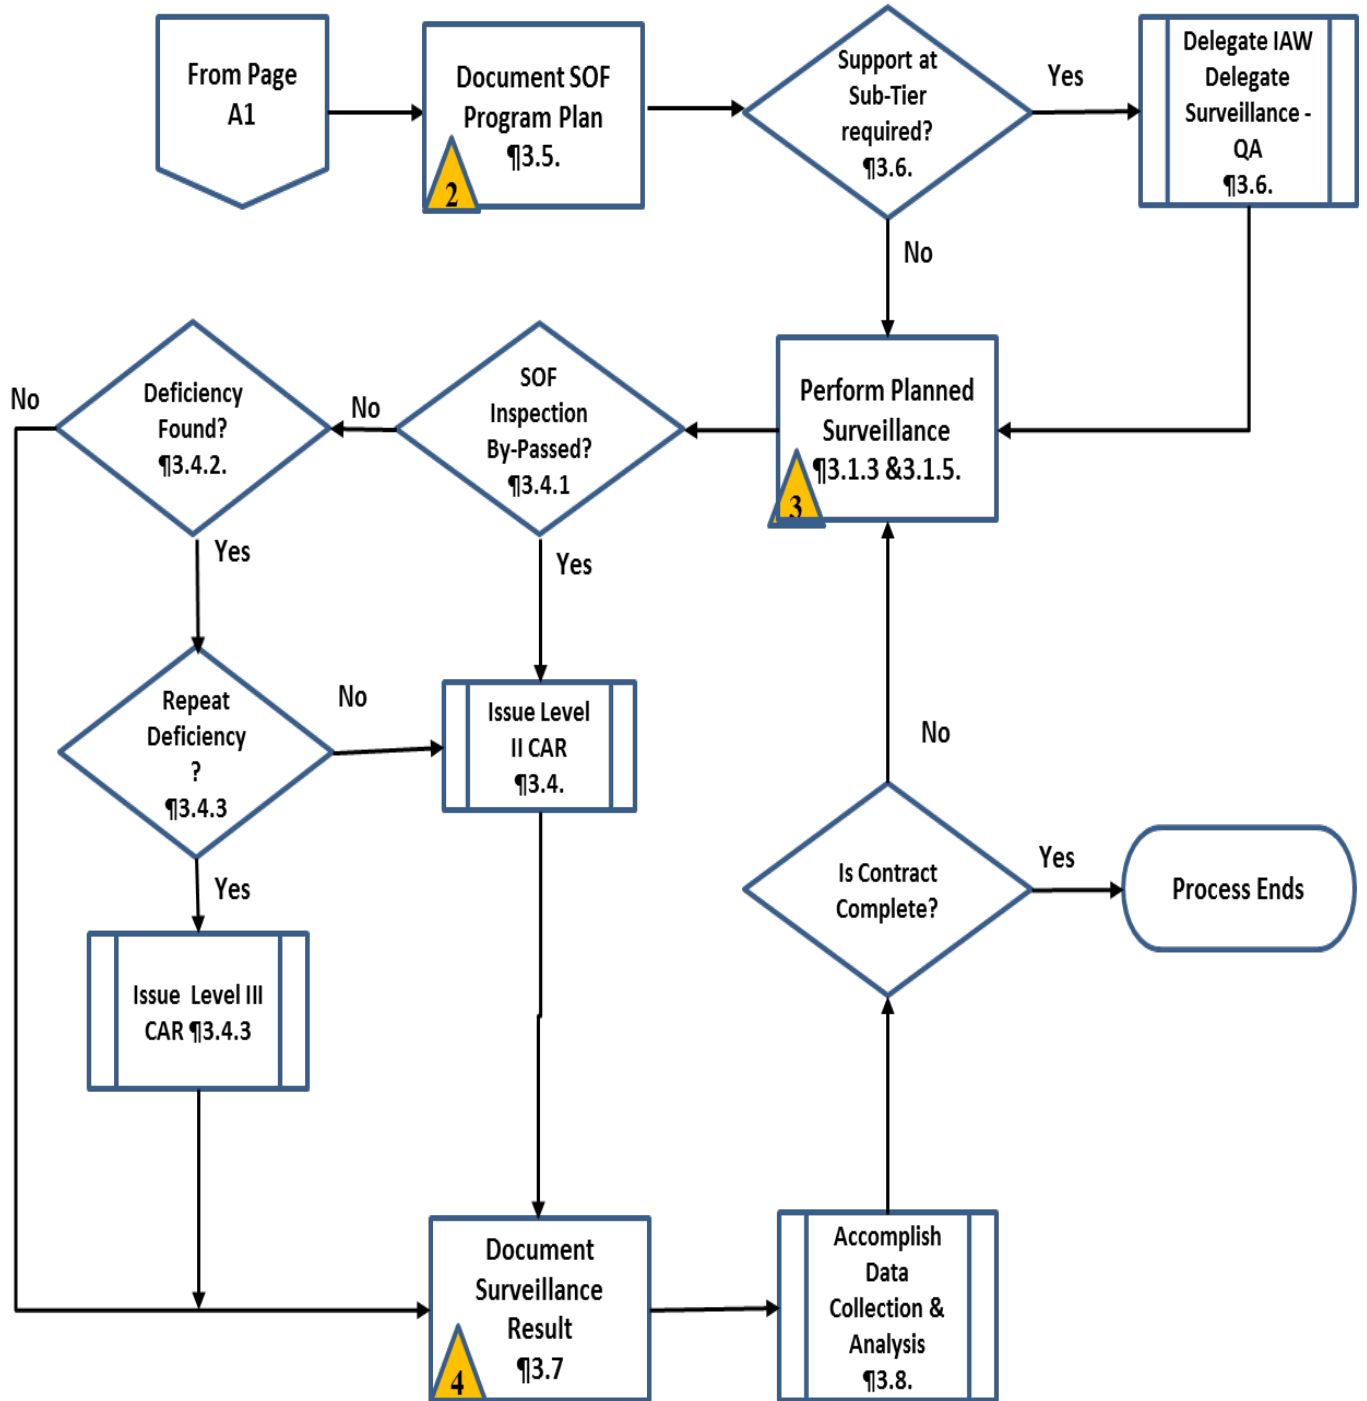 From Page
A1
Document SOF
Program Plan
¶3.5.
2
Support at
Sub-Tier
required?
¶3.6.
Yes
Delegate IAW
Delegate
Surveillance -
QA
¶3.6.
No
No
Deficiency
Found?
¶3.4.2.
No
SOF
Inspection
By-Passed?
¶3.4.1
Perform Planned
Surveillance
¶3.1.3 &3.1.5.
3
Yes
Yes
Repeat
Deficiency
?
¶3.4.3
No
Issue Level
II CAR
¶3.4.
No
Yes
Is Contract
Complete?
Yes
Process Ends
Issue Level III
CAR ¶3.4.3
Document
Surveillance
Result
¶3.7
4
Accomplish
Data
Collection &
Analysis
¶3.8.